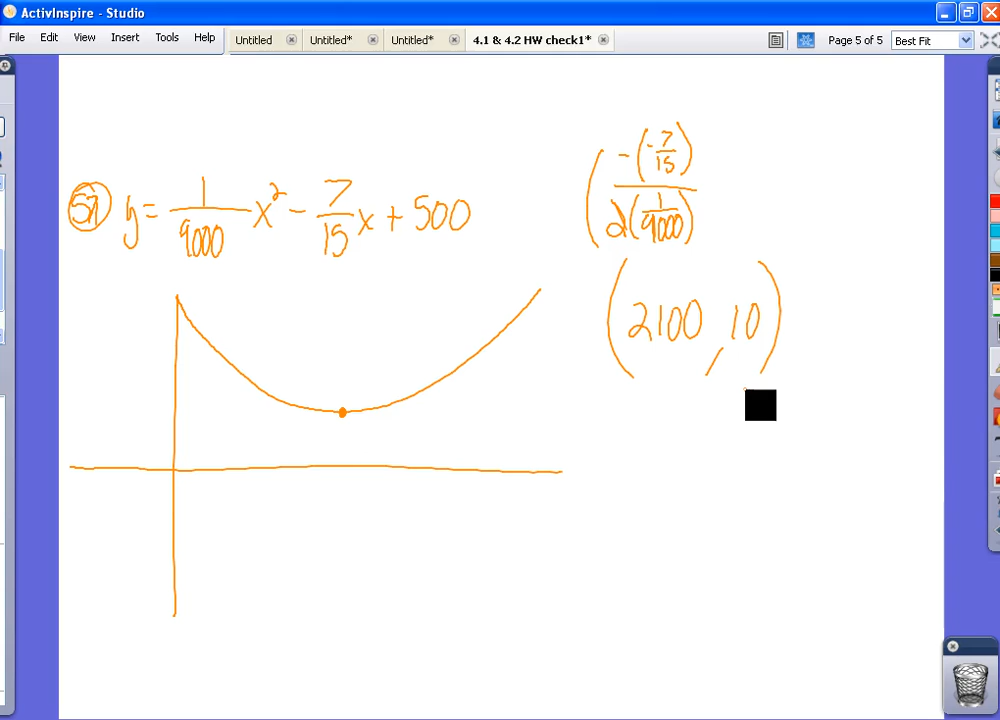 ActivInspire - Studio
File Edit View Insert Tools Help
Untitled Untitled* Untitled* 4.1 & 4.2 HW check1* Page 5 of 5 Best Fit
57 y = 1/9000 x² - 7/15 x + 500
( -(-7/15) / 2(1/9000)
(2100, 10)